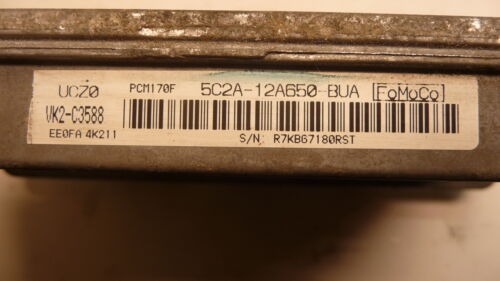 UCZ0 PCM170F 5C2A-12A650-BUA [FoMoCo]
VK2-C3588
EE0FA 4K211 S/N: R7KB67180RST